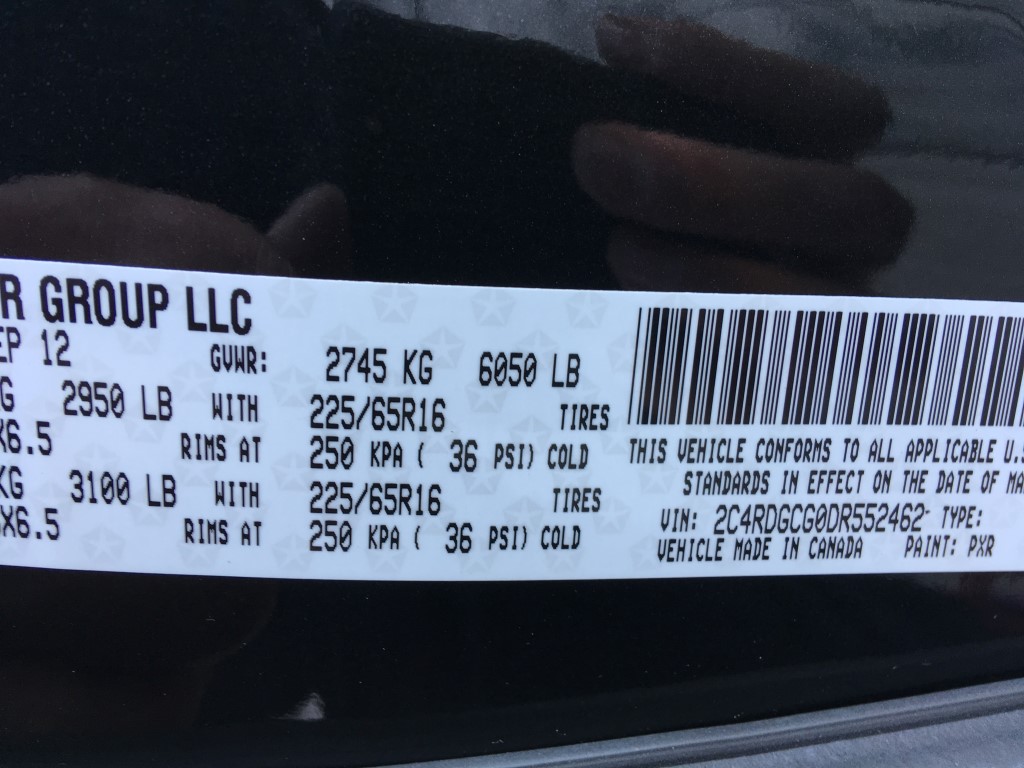 R GROUP LLC
EP 12 GVWR: 2745 KG 6050 LB
G 2950 LB WITH 225/65R16 TIRES
X6.5 RIMS AT 250 KPA ( 36 PSI) COLD
KG 3100 LB WITH 225/65R16 TIRES
X6.5 RIMS AT 250 KPA ( 36 PSI) COLD
THIS VEHICLE CONFORMS TO ALL APPLICABLE U.S
STANDARDS IN EFFECT ON THE DATE OF MA
VIN: 2C4RDGCG0DR552462 TYPE:
VEHICLE MADE IN CANADA PAINT: PXR